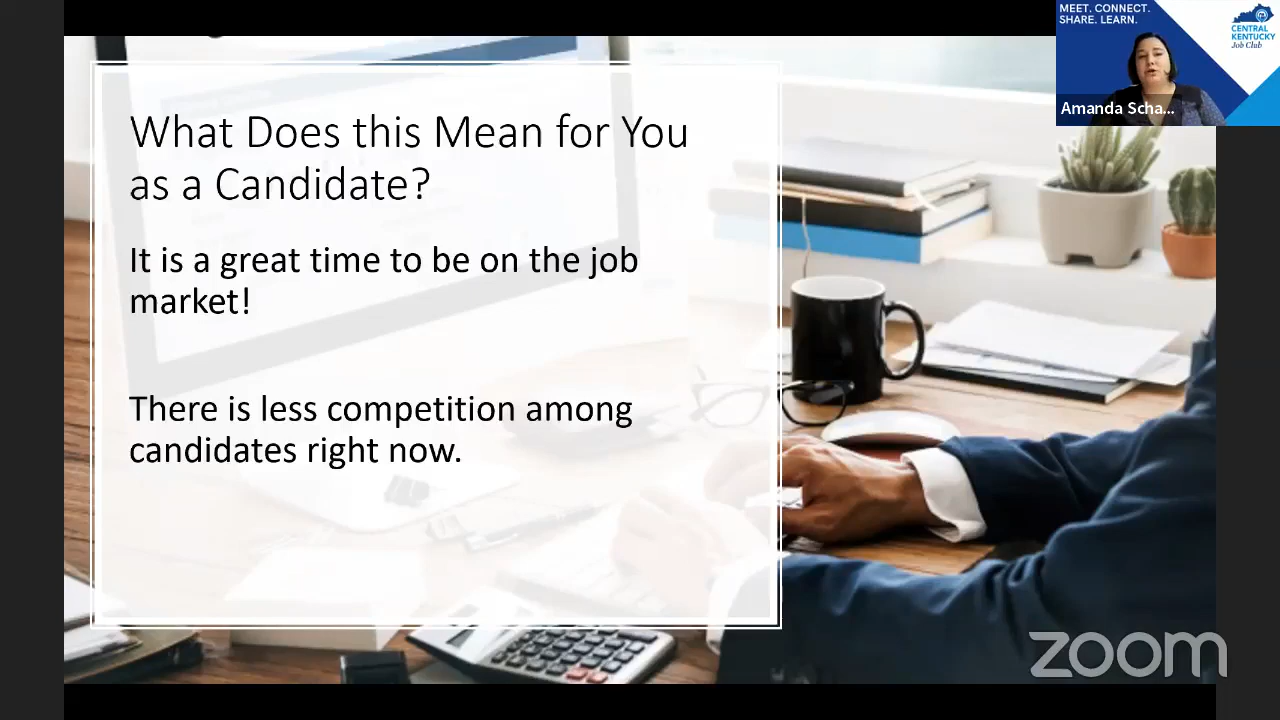 MEET. CONNECT.
SHARE. LEARN.
CENTRAL
KENTUCKY
Job Club
Amanda Scha...
What Does this Mean for You
as a Candidate?
It is a great time to be on the job
market!
There is less competition among
candidates right now.
zoom